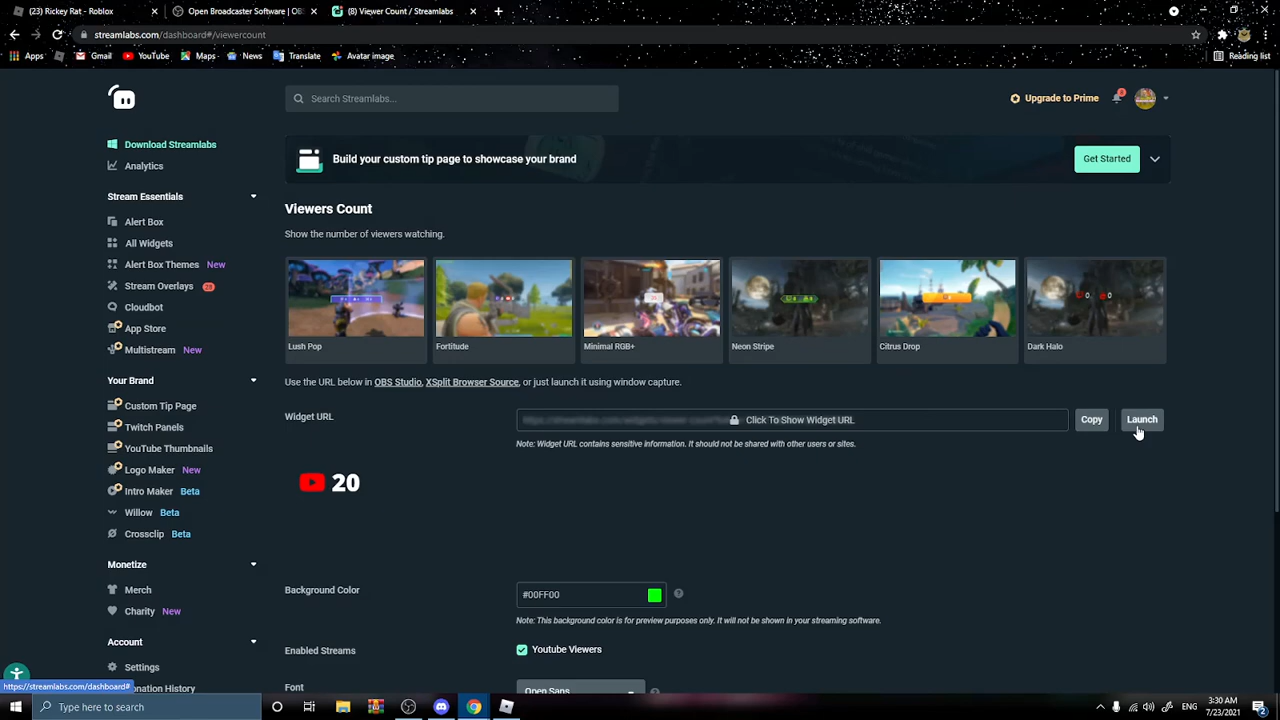 (23) Rickey Rat - Roblox
Open Broadcaster Software | OBS
(8) Viewer Count / Streamlabs
streamlabs.com/dashboard#/viewercount
Apps
Gmail
YouTube
Maps
News
Translate
Avatar image
Reading list
Search Streamlabs...
Upgrade to Prime
Download Streamlabs
Analytics
Stream Essentials
Alert Box
All Widgets
Alert Box Themes New
Stream Overlays
Cloudbot
App Store
Multistream New
Your Brand
Custom Tip Page
Twitch Panels
YouTube Thumbnails
Logo Maker New
Intro Maker Beta
Willow Beta
Crossclip Beta
Monetize
Merch
Charity New
Account
Settings
onation History
Build your custom tip page to showcase your brand
Get Started
Viewers Count
Show the number of viewers watching.
Lush Pop
Fortitude
Minimal RGB+
Neon Stripe
Citrus Drop
Dark Halo
Use the URL below in OBS Studio, XSplit Browser Source, or just launch it using window capture.
Widget URL
Click To Show Widget URL
Copy
Launch
Note: Widget URL contains sensitive information. It should not be shared with other users or sites.
20
Background Color
#00FF00
Note: This background color is for preview purposes only. It will not be shown in your streaming software.
Enabled Streams
Youtube Viewers
Font
Open Sans
https://streamlabs.com/dashboard#
Type here to search
ENG
3:30 AM
7/23/2021
2